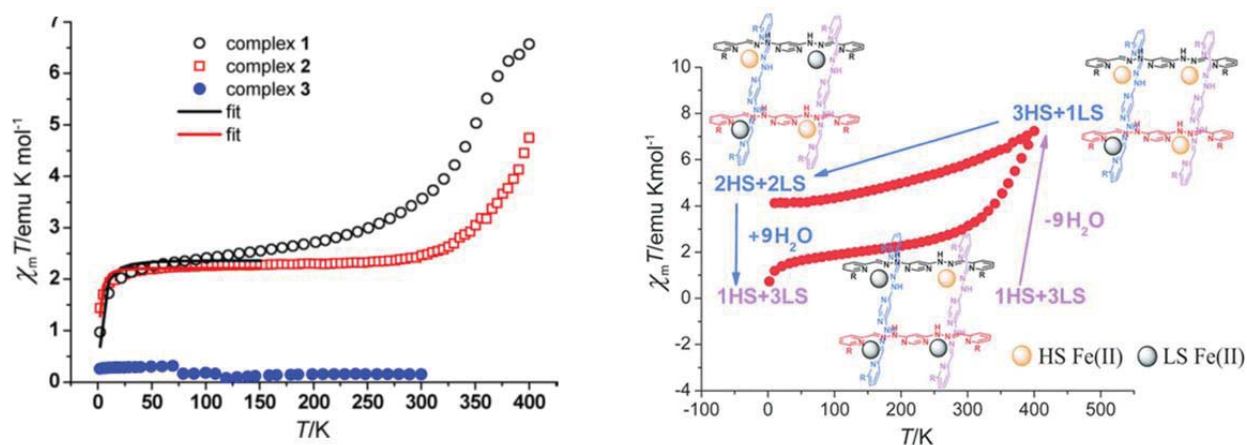 7
6
5
4
3
2
1
0
χₘT/emu K mol⁻¹
complex 1
complex 2
complex 3
fit
fit
0 50 100 150 200 250 300 350 400
T/K
10
8
6
4
2
0
-2
-4
χₘT/emu Kmol⁻¹
3HS+1LS
2HS+2LS
+9H₂O
-9H₂O
1HS+3LS
1HS+3LS
HS Fe(II)
LS Fe(II)
-100 0 100 200 300 400 500
T/K